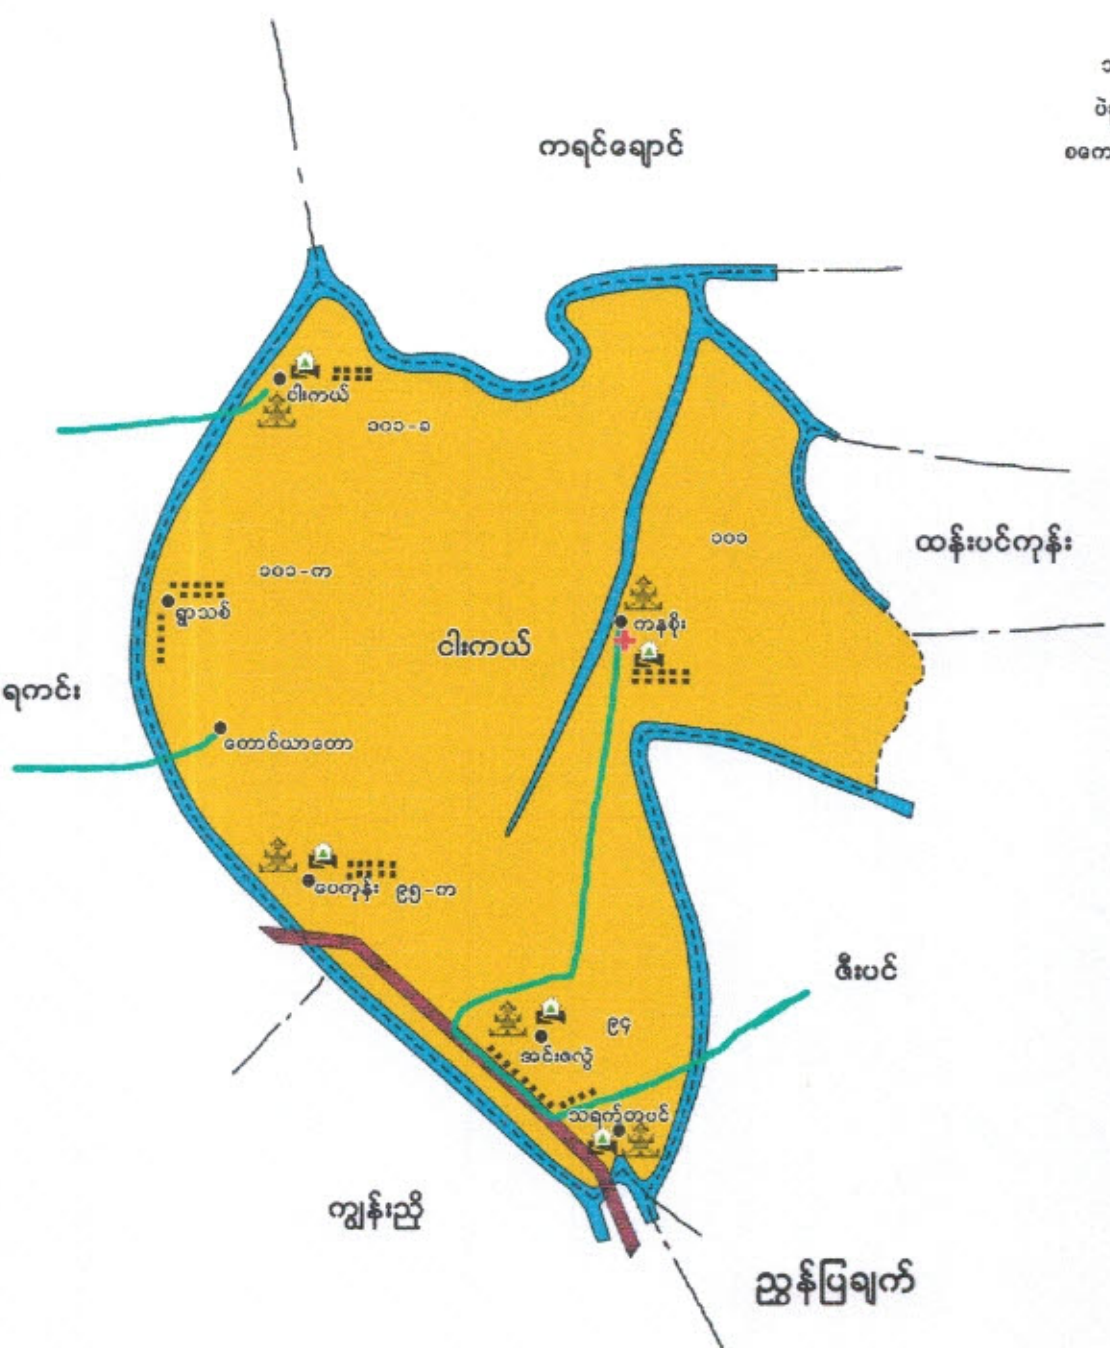 ကရင်ချောင်
ငါးကယ်
၁၀၁-ခ
၁၀၁
ထန်းပင်ကုန်း
၁၀၁-က
ရွာသစ်
ကနစိုး
ငါးကယ်
ရကင်း
တောင်ယာတော
ပေကုန်း ၉၅-က
ဇီးပင်
၉၄
အင်းဇလွဲ
သရက်တပင်
ကျွန်းညို
ညွှန်ပြချက်